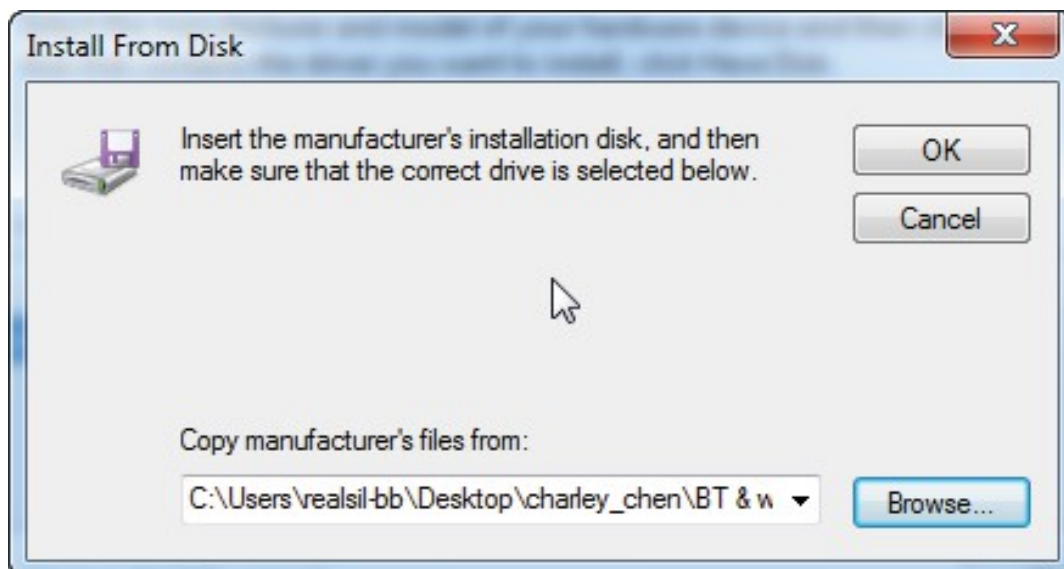 Install From Disk
Insert the manufacturer's installation disk, and then
make sure that the correct drive is selected below.
OK
Cancel
Copy manufacturer's files from:
C:\Users\realsil-bb\Desktop\charley_chen\BT & w
Browse...